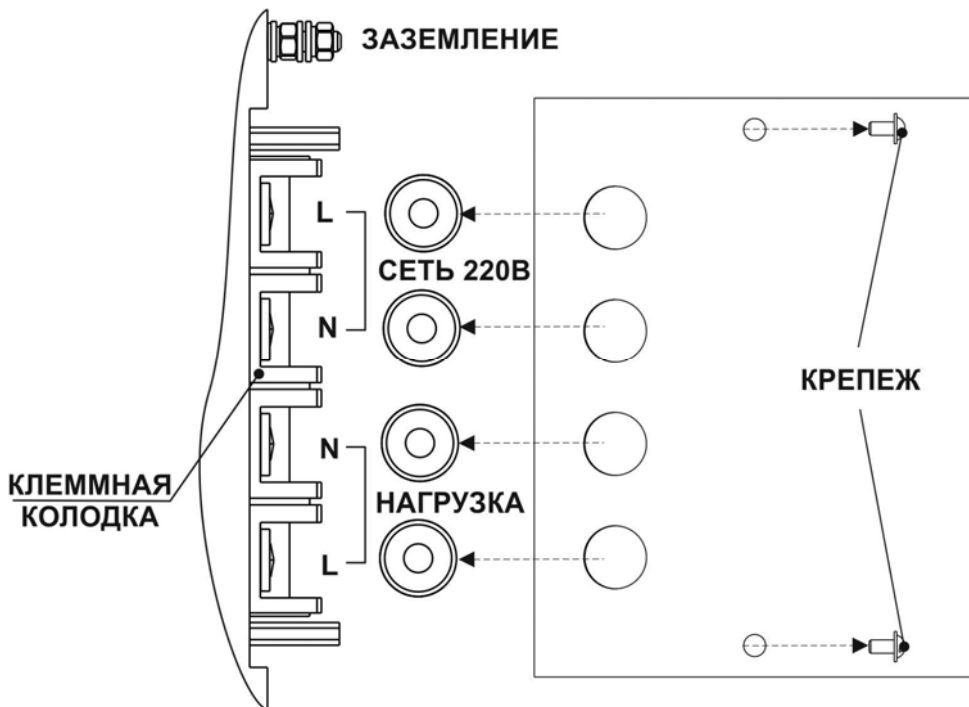 ЗАЗЕМЛЕНИЕ
L
СЕТЬ 220В
N
КРЕПЕЖ
N
КЛЕММНАЯ
КОЛОДКА
НАГРУЗКА
L